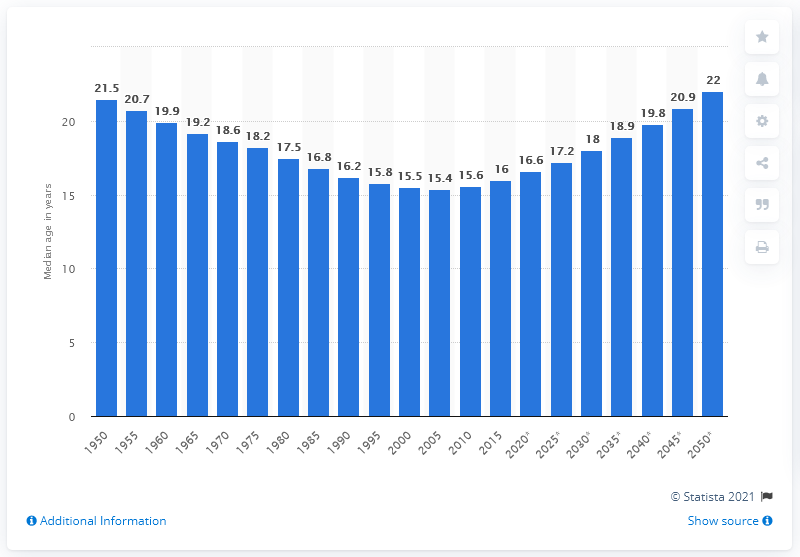 21.5 20.7 19.9 19.2 18.6 18.2 17.5 16.8 16.2 15.8 15.5 15.4 15.6 16 16.6 17.2 18 18.9 19.8 20.9 22
Median age in years
20
15
10
5
0
1950 1955 1960 1965 1970 1975 1980 1985 1990 1995 2000 2005 2010 2015 2020* 2025* 2030* 2035* 2040* 2045* 2050*
© Statista 2021
Additional Information
Show source